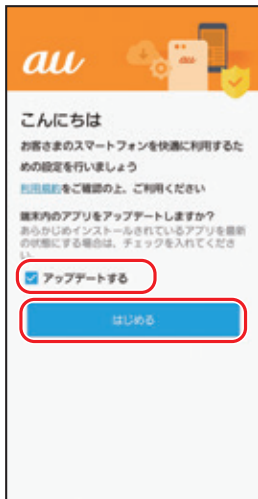 au
au
こんにちは
お客さまのスマートフォンを快適に利用するた
めの設定を行いましょう
利用規約をご確認の上、ご利用ください
端末内のアプリをアップデートしますか?
あらかじめインストールされているアプリを最新
の状態にする場合は、チェックを入れてくださ
い。
アップデートする
はじめる